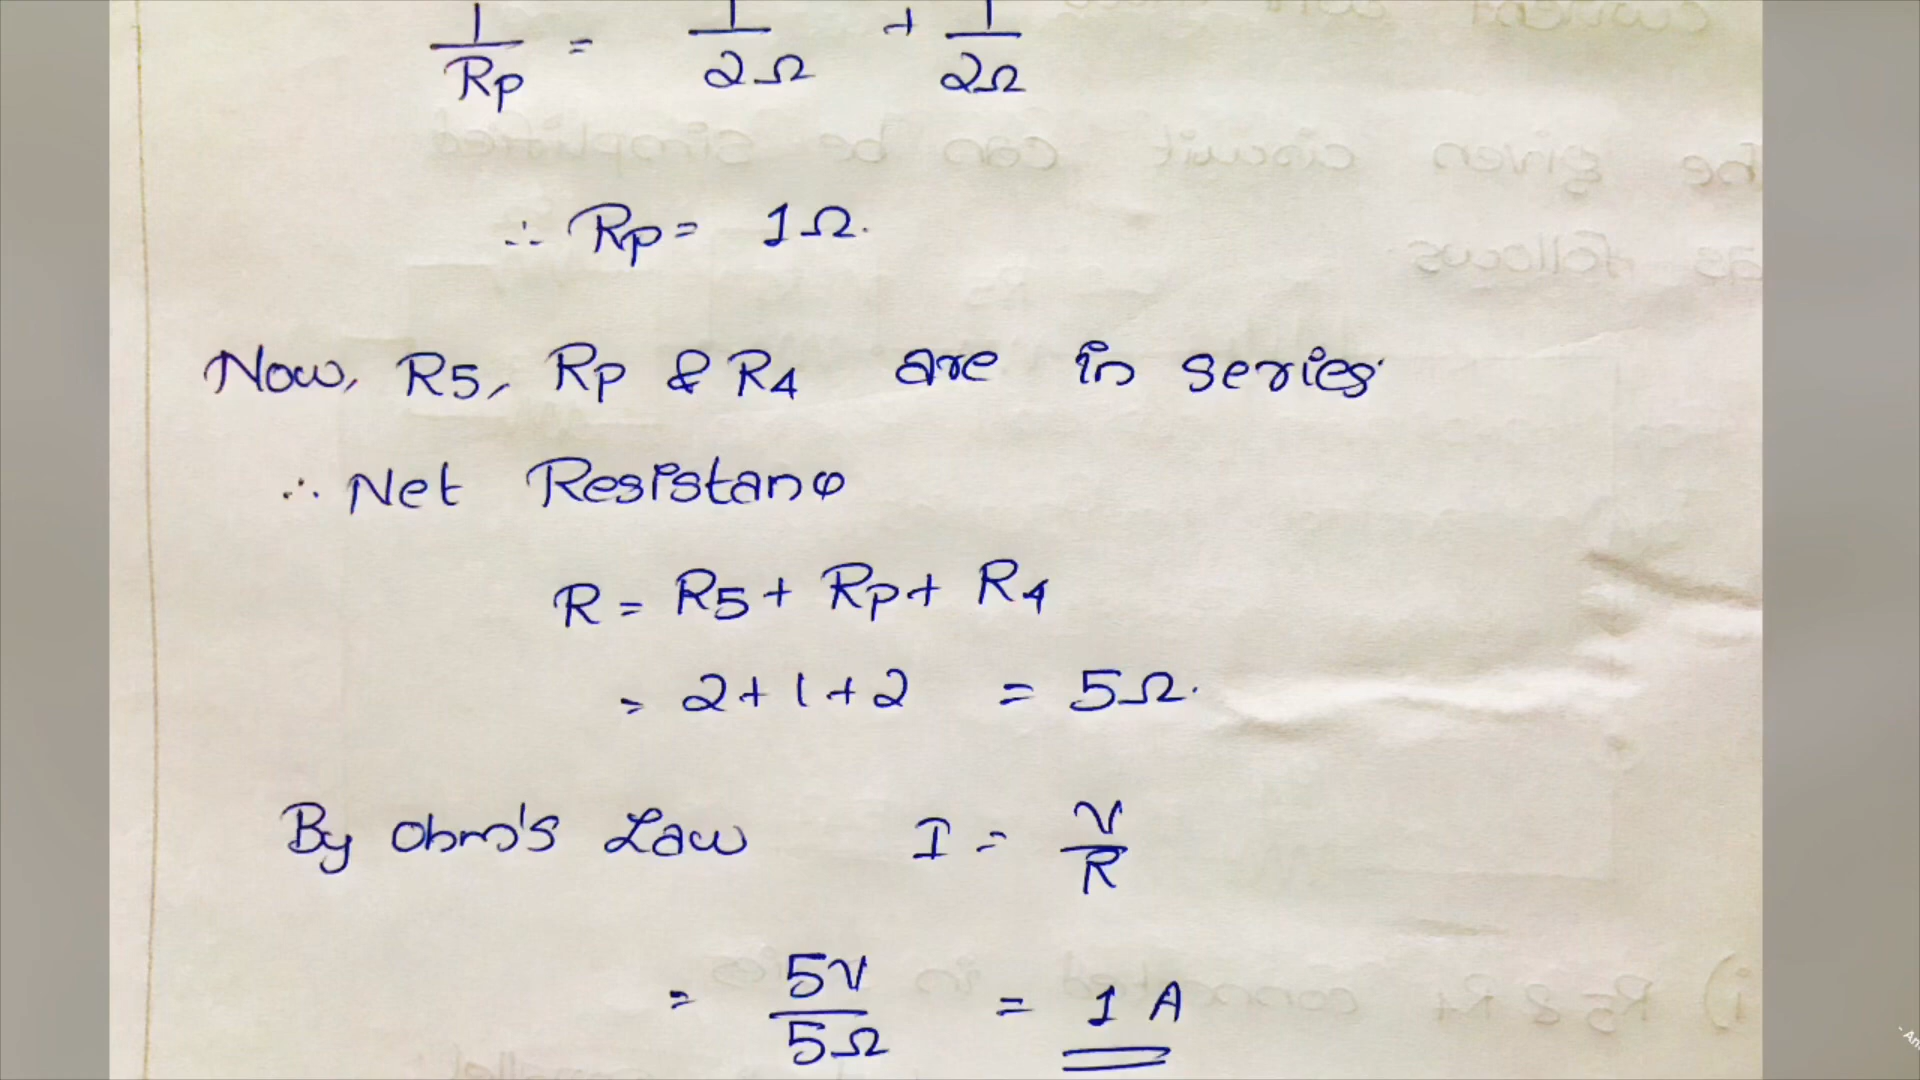 1/Rp = 1/2Ω + 1/2Ω
∴ Rp = 1Ω.
Now, R5, Rp & R4 are in series.
∴ Net Resistance
R = R5 + Rp + R4
= 2+1+2 = 5Ω.
By Ohm's Law I = V/R
= 5V/5Ω = 1 A